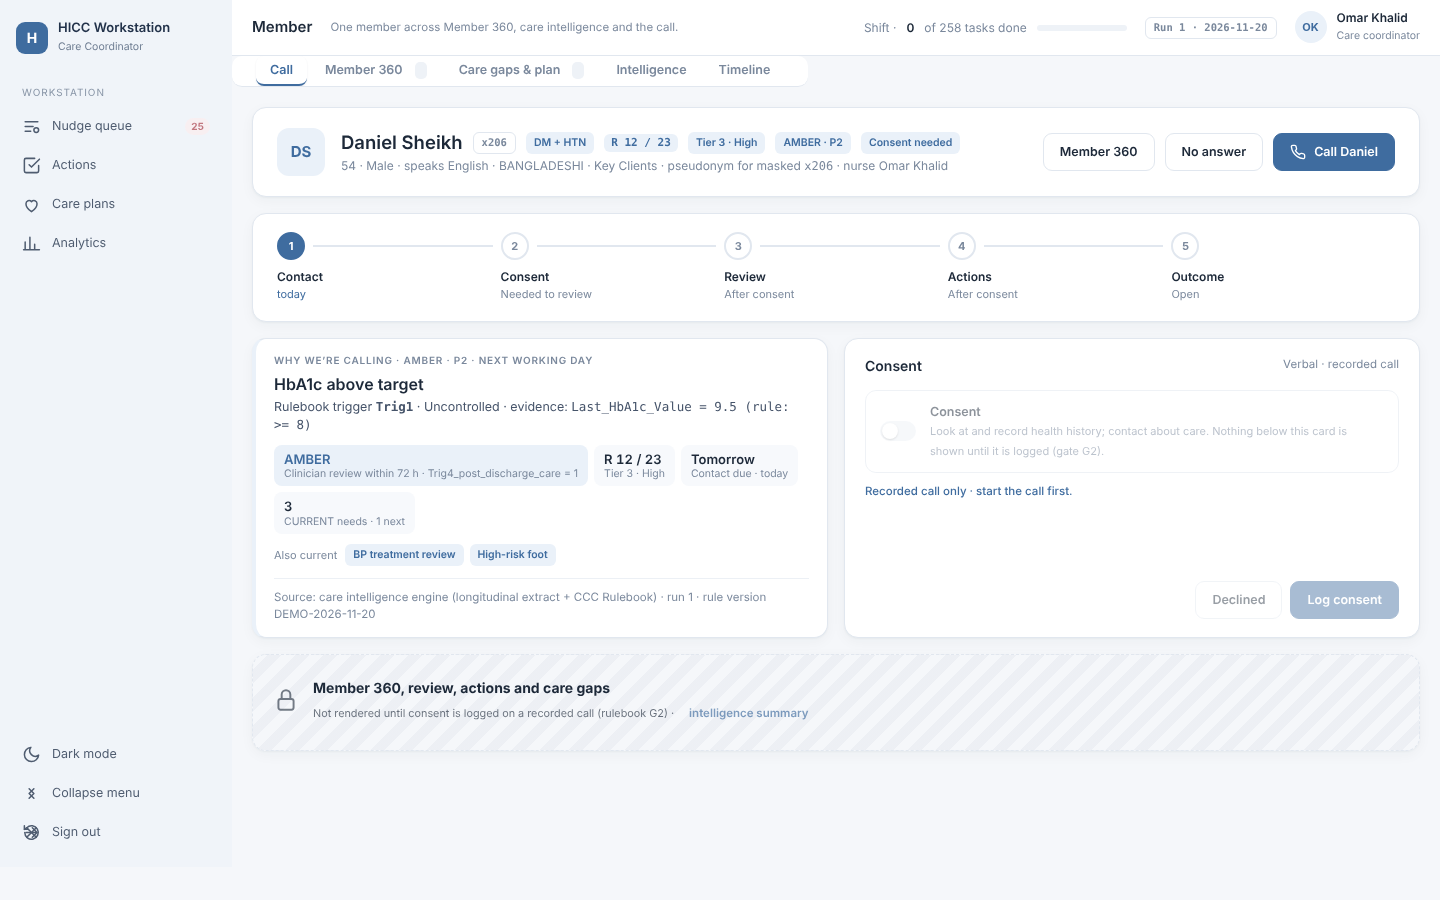 H
HICC Workstation
Care Coordinator
WORKSTATION
Nudge queue 25
Actions
Care plans
Analytics
Dark mode
Collapse menu
Sign out
Member One member across Member 360, care intelligence and the call.
Shift · 0 of 258 tasks done
Run 1 · 2026-11-20
OK
Omar Khalid
Care coordinator
Call Member 360 Care gaps & plan Intelligence Timeline
DS
Daniel Sheikh x206 DM + HTN R 12 / 23 Tier 3 · High AMBER · P2 Consent needed
54 · Male · speaks English · BANGLADESHI · Key Clients · pseudonym for masked x206 · nurse Omar Khalid
Member 360 No answer Call Daniel
1 2 3 4 5
Contact Consent Review Actions Outcome
today Needed to review After consent After consent Open
WHY WE'RE CALLING · AMBER · P2 · NEXT WORKING DAY
HbA1c above target
Rulebook trigger Trig1 · Uncontrolled · evidence: Last_HbA1c_Value = 9.5 (rule:
>= 8)
AMBER
Clinician review within 72 h · Trig4_post_discharge_care = 1
R 12 / 23
Tier 3 · High
Tomorrow
Contact due · today
3
CURRENT needs · 1 next
Also current BP treatment review High-risk foot
Source: care intelligence engine (longitudinal extract + CCC Rulebook) · run 1 · rule version
DEMO-2026-11-20
Consent Verbal · recorded call
Consent
Look at and record health history; contact about care. Nothing below this card is
shown until it is logged (gate G2).
Recorded call only · start the call first.
Declined Log consent
Member 360, review, actions and care gaps
Not rendered until consent is logged on a recorded call (rulebook G2) · intelligence summary